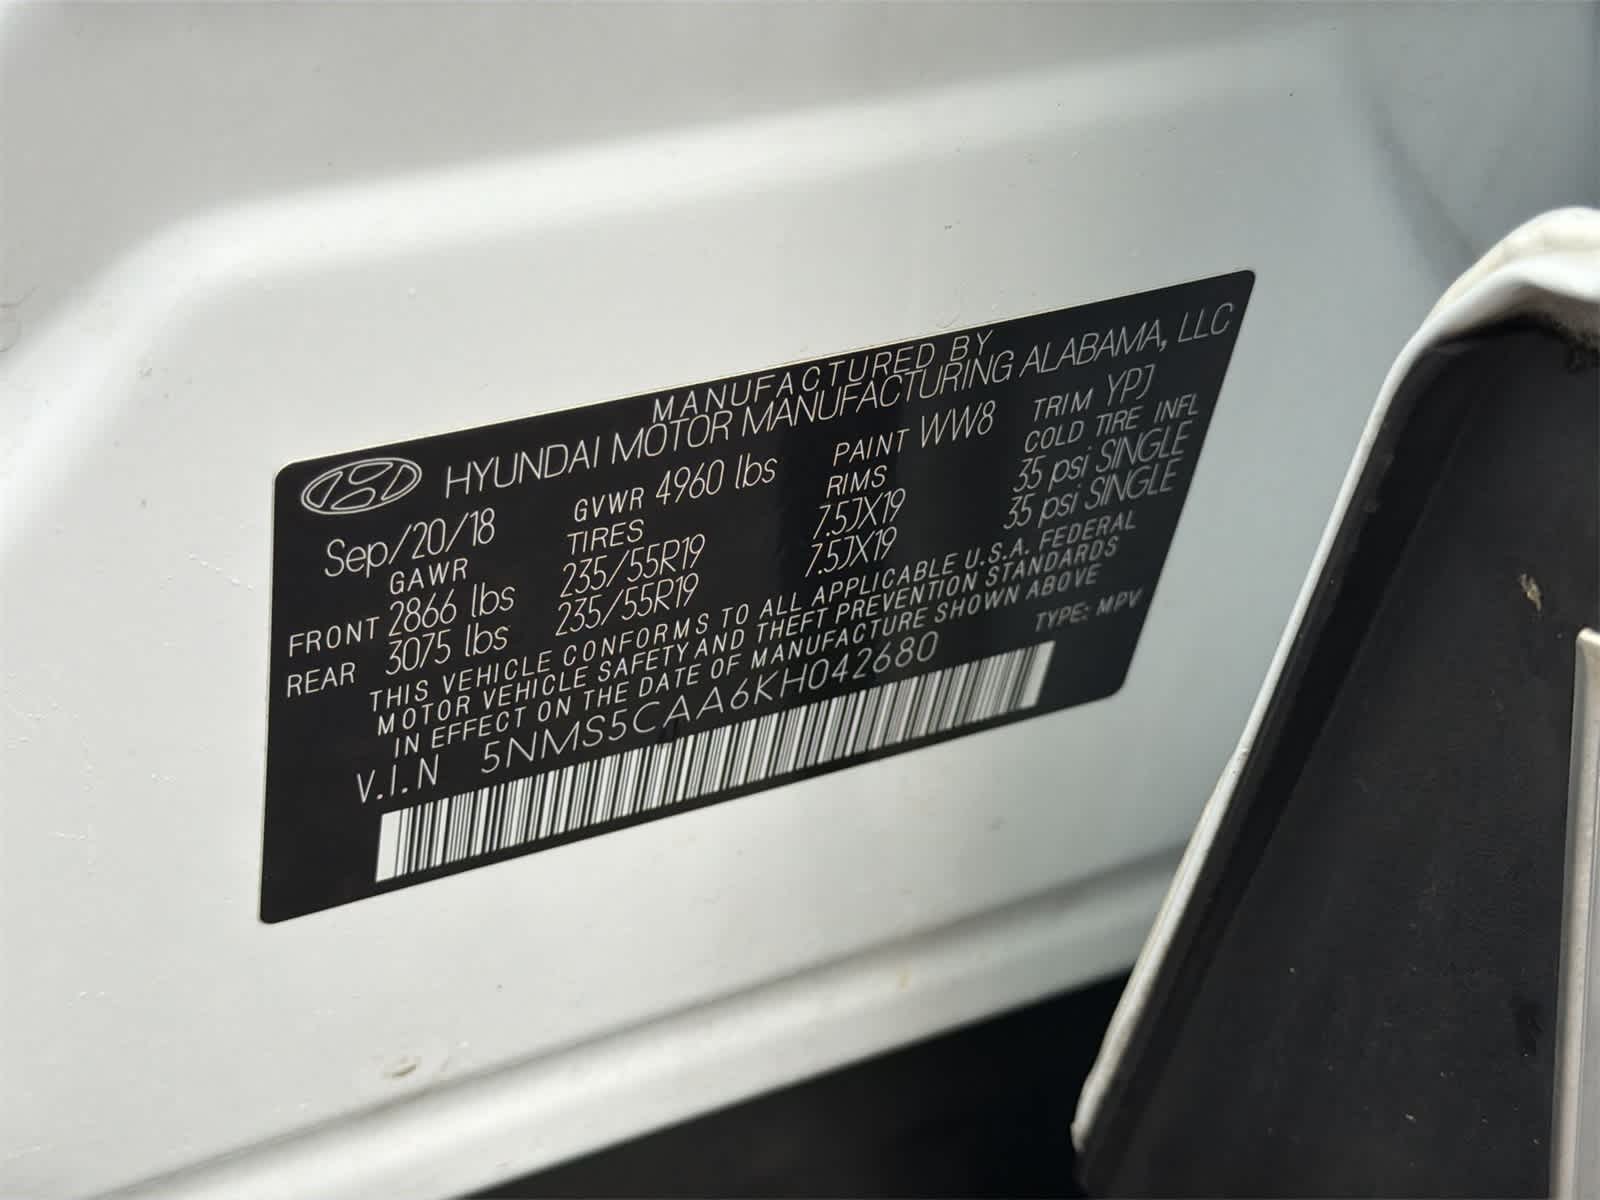 MANUFACTURED BY
HYUNDAI MOTOR MANUFACTURING ALABAMA, LLC
Sep/20/18 GVWR 4960 lbs PAINT WW8 TRIM YPJ
GAWR TIRES RIMS COLD TIRE INFL
FRONT 2866 lbs 235/55R19 7.5JX19 35 psi SINGLE
REAR 3075 lbs 235/55R19 7.5JX19 35 psi SINGLE
THIS VEHICLE CONFORMS TO ALL APPLICABLE U.S.A. FEDERAL
MOTOR VEHICLE SAFETY AND THEFT PREVENTION STANDARDS
IN EFFECT ON THE DATE OF MANUFACTURE SHOWN ABOVE
V.I.N 5NMS5CAA6KH042680 TYPE: MPV